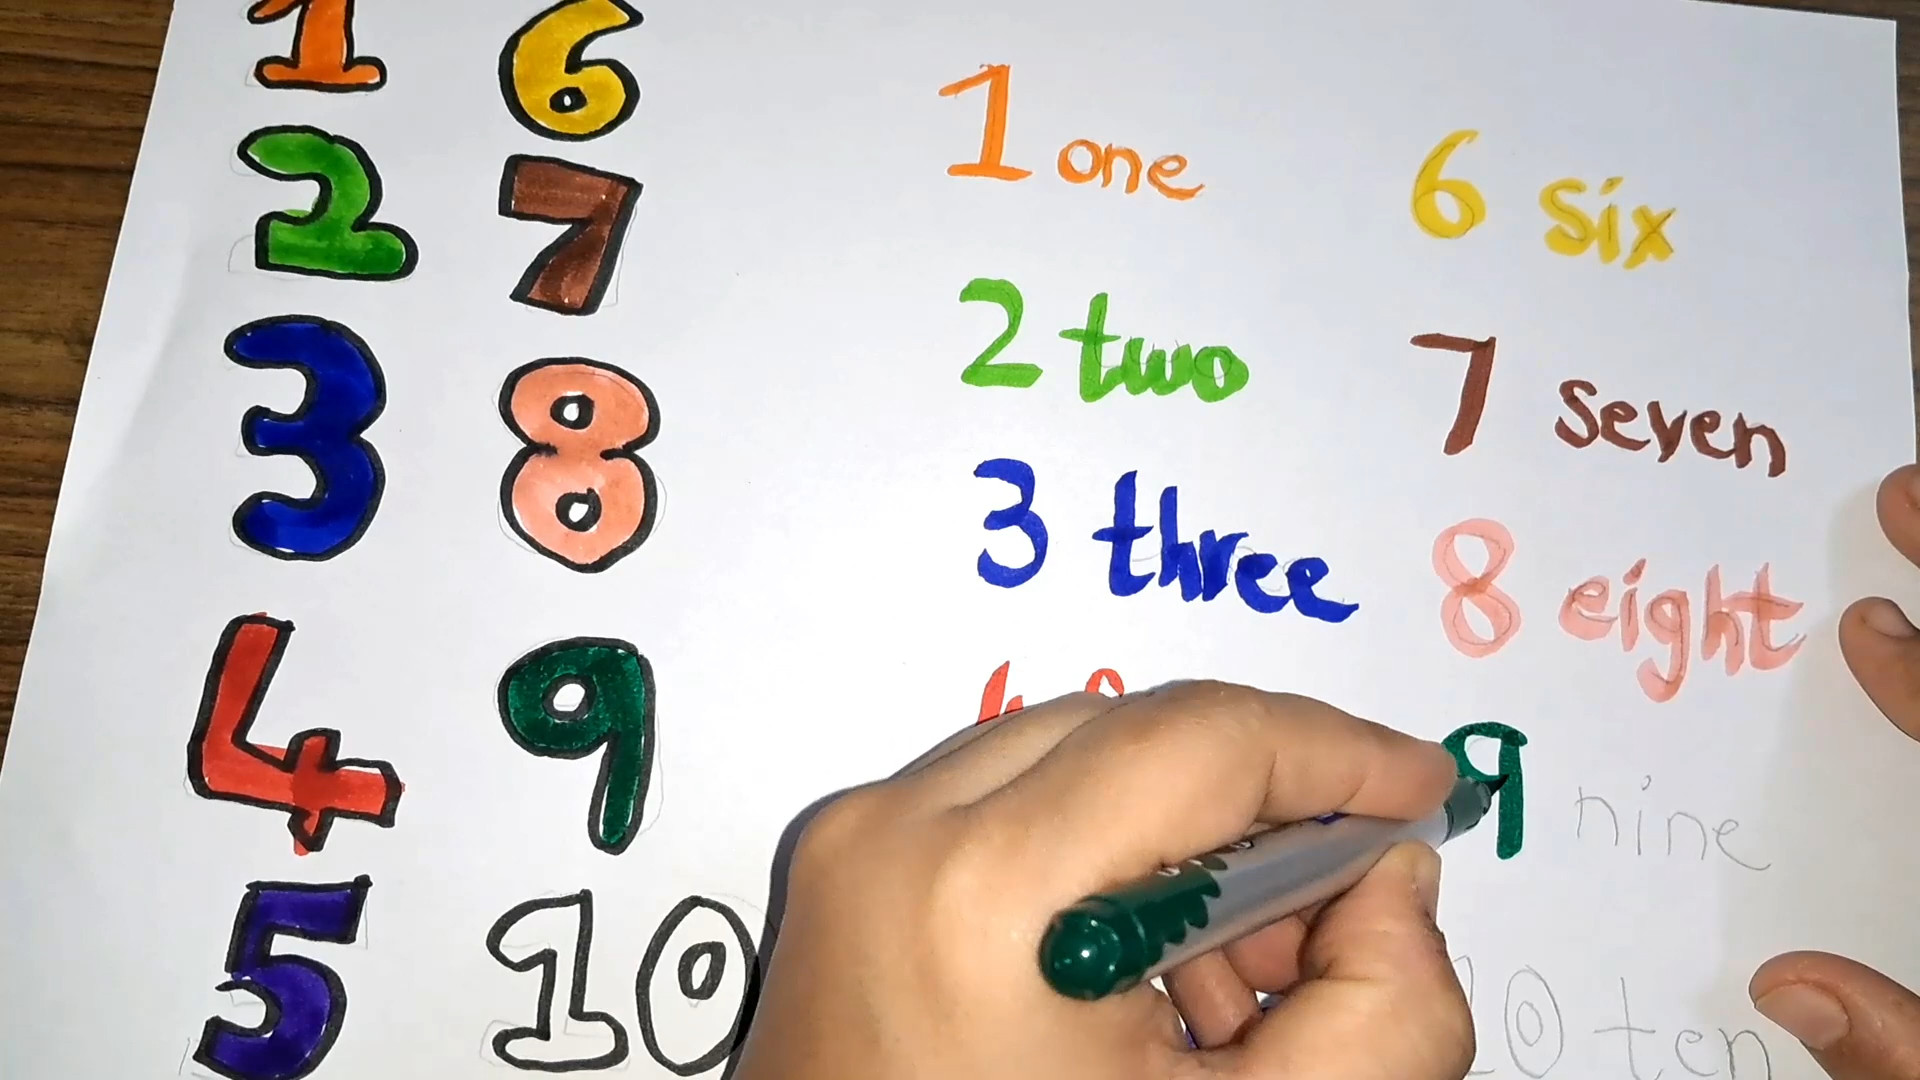 1 6
2 7
3 8
4 9
5 10
1 one
2 two
3 three
6 six
7 seven
8 eight
9 nine
10 ten